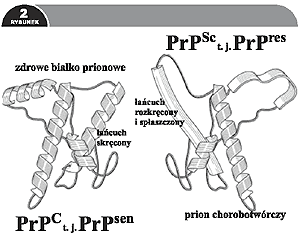 2
RYSUNEK
zdrowe białko prionowe
łańcuch
skręcony
PrPC t.j. PrPsen
PrPSc t.j. PrPres
łańcuch
rozkręcony
i spłaszczony
prion chorobotwórczy